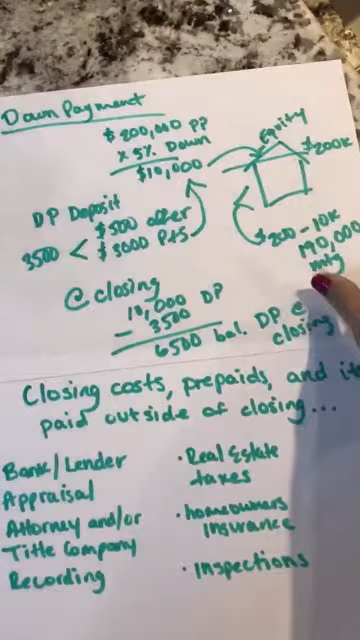 Down Payment
$200,000 PP
x 5% Down
$10,000
Equity
$200K
DP Deposit
3500 < $500 offer
$3000 P+S
$200 - 10K
190,000
mtg
@ closing
10,000 DP
- 3500
6500 bal. DP @
closing
Closing costs, prepaids, and
paid outside of closing...
Bank/Lender
Appraisal
Attorney and/or
Title Company
Recording
• Real Estate
taxes
• homeowners
insurance
• Inspections